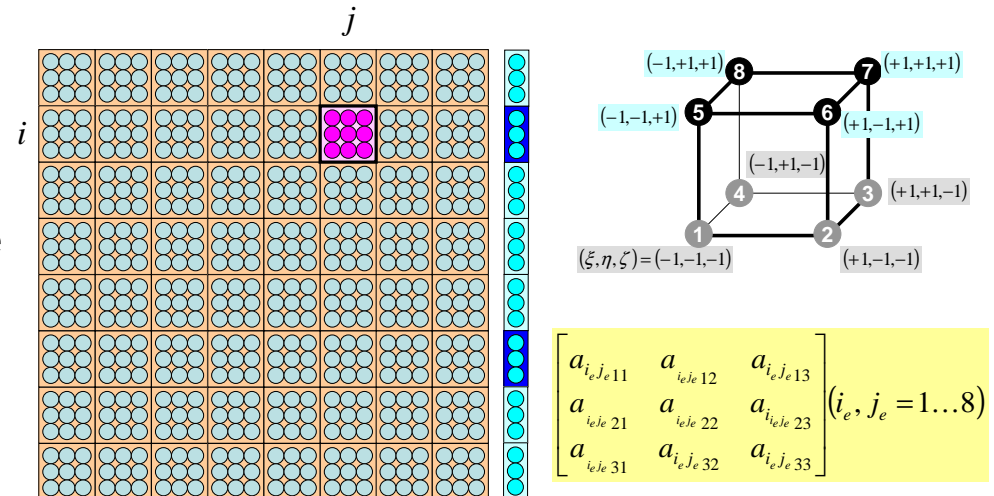 j
i
e
(−1,+1,+1) 8 7 (+1,+1,+1)
(−1,−1,+1) 5 6 (+1,−1,+1)
(−1,+1,−1)
4 3 (+1,+1,−1)
1 2
(ξ,η,ζ)=(−1,−1,−1) (+1,−1,−1)
[ a_{i_e j_e 11} a_{i_e j_e 12} a_{i_e j_e 13} ]
[ a_{i_e j_e 21} a_{i_e j_e 22} a_{i_{i_e} j_e 23} ] (i_e, j_e = 1…8)
[ a_{i_e j_e 31} a_{i_e j_e 32} a_{i_e j_e 33} ]